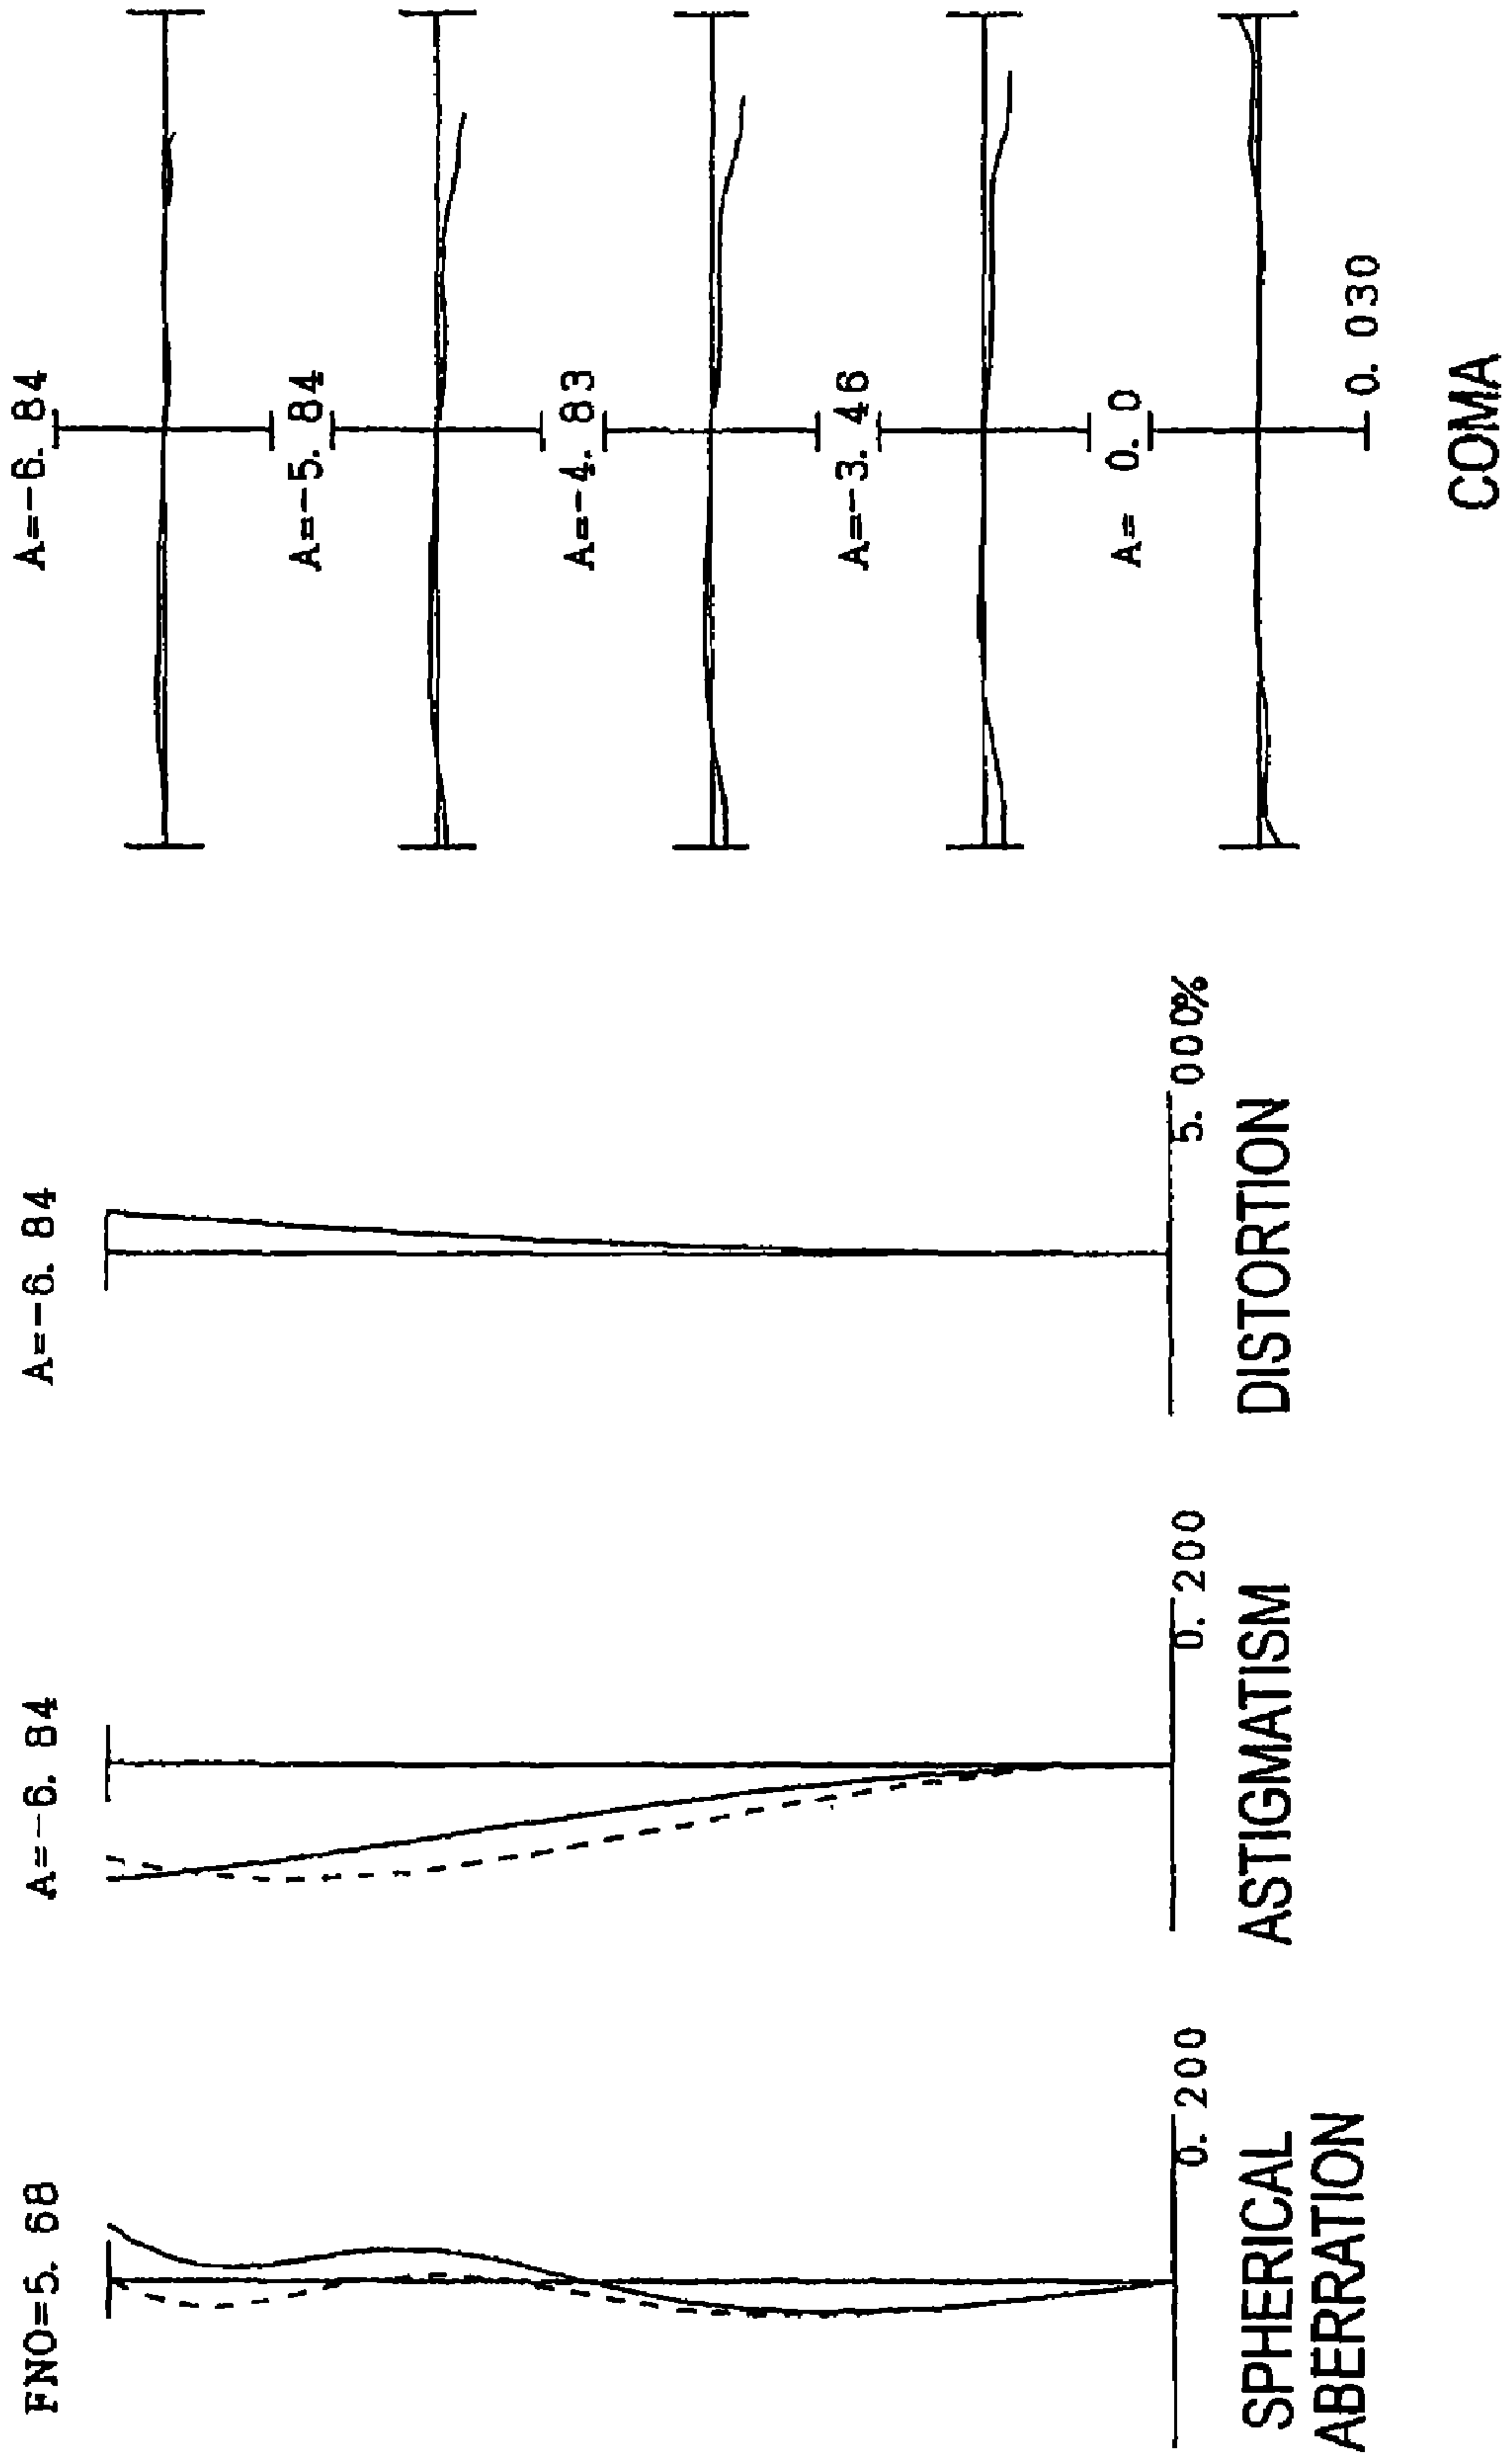 FNO=5. 68
0. 200
SPHERICAL
ABERRATION
A=-6. 84
0. 200
ASTIGMATISM
A=-6. 84
5. 000%
DISTORTION
A=-6. 84
A=-5. 84
A=-4. 83
A=-3. 46
A= 0. 0
0. 030
COMA